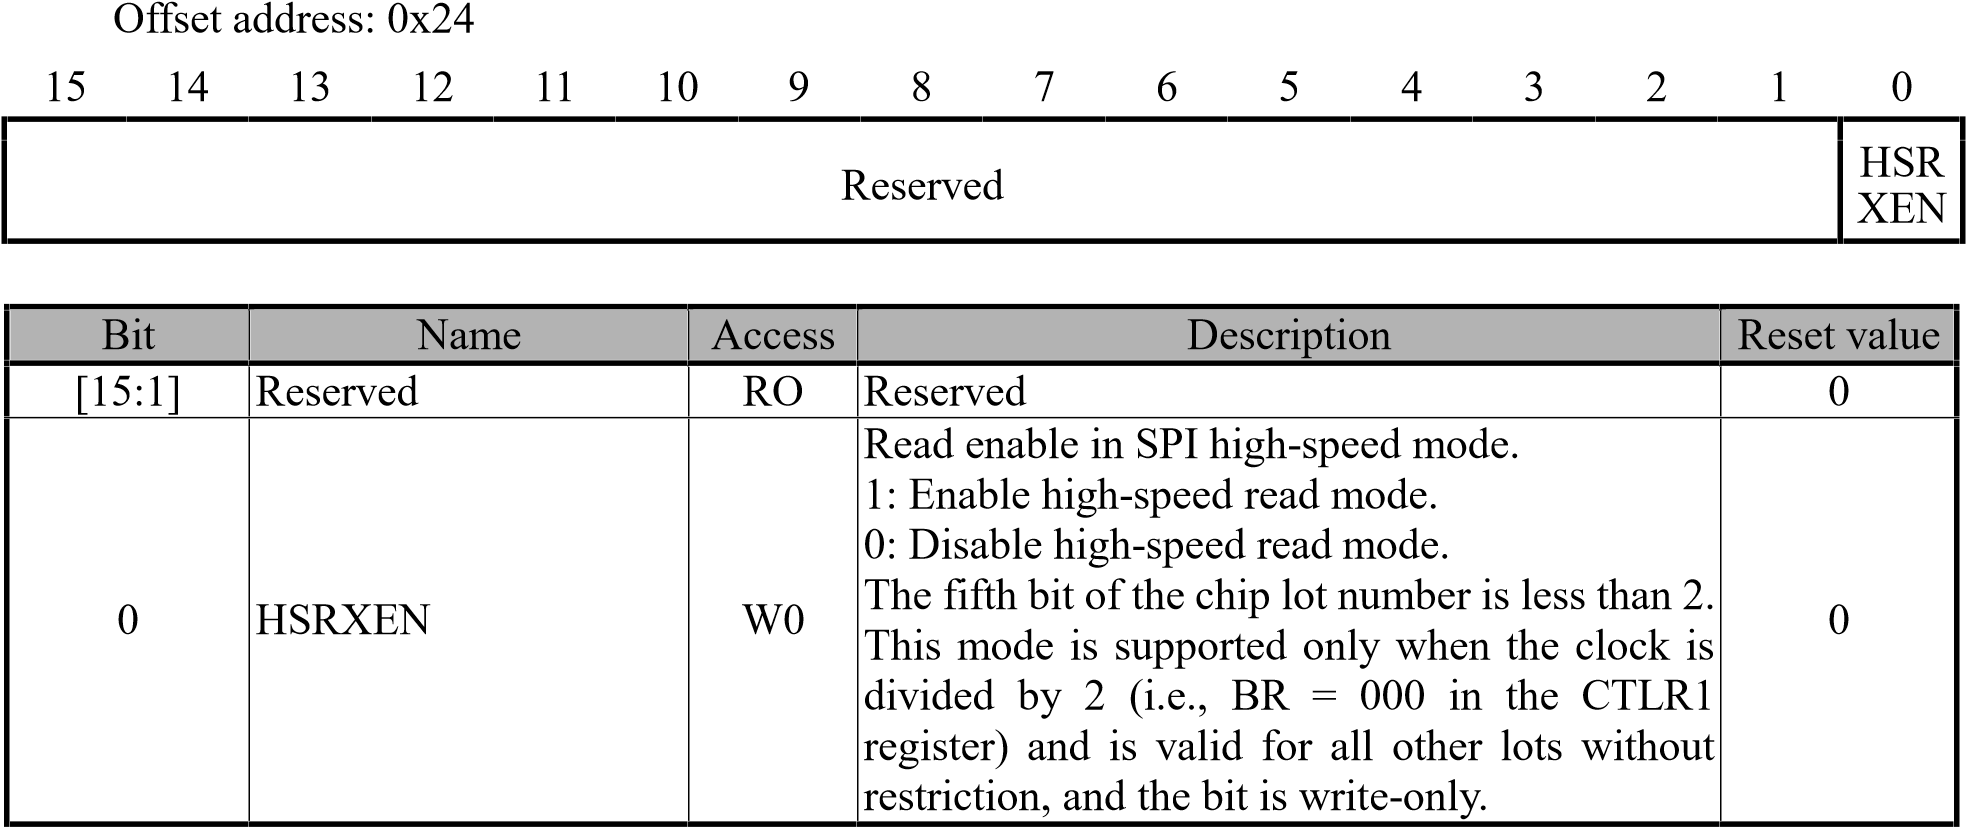 Offset address: 0x24
15 14 13 12 11 10 9 8 7 6 5 4 3 2 1 0
Reserved
HSR
XEN
Bit Name Access Description Reset value
[15:1] Reserved RO Reserved 0
Read enable in SPI high-speed mode.
1: Enable high-speed read mode.
0: Disable high-speed read mode.
The fifth bit of the chip lot number is less than 2.
0 HSRXEN W0 This mode is supported only when the clock is 0
divided by 2 (i.e., BR = 000 in the CTLR1
register) and is valid for all other lots without
restriction, and the bit is write-only.